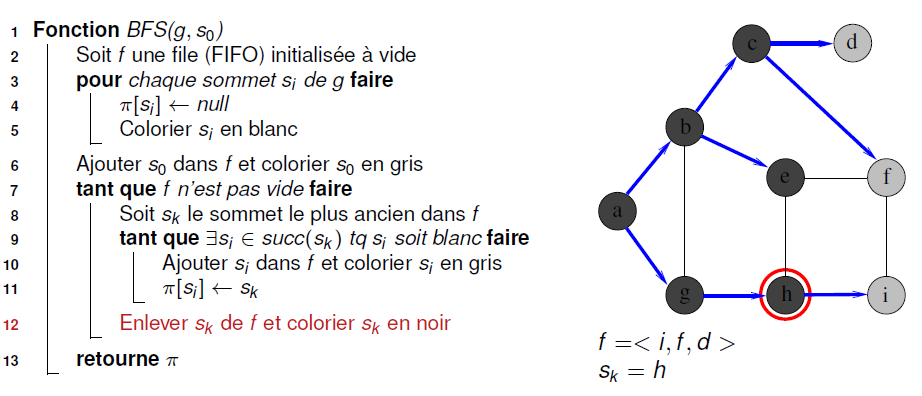 1 Fonction BFS(g, s₀)
2 Soit f une file (FIFO) initialisée à vide
3 pour chaque sommet sᵢ de g faire
4 π[sᵢ] ← null
5 Colorier sᵢ en blanc
6 Ajouter s₀ dans f et colorier s₀ en gris
7 tant que f n'est pas vide faire
8 Soit sₖ le sommet le plus ancien dans f
9 tant que ∃sᵢ ∈ succ(sₖ) tq sᵢ soit blanc faire
10 Ajouter sᵢ dans f et colorier sᵢ en gris
11 π[sᵢ] ← sₖ
12 Enlever sₖ de f et colorier sₖ en noir
13 retourne π
c d
b
e f
a
g h i
f =< i, f, d >
sₖ = h